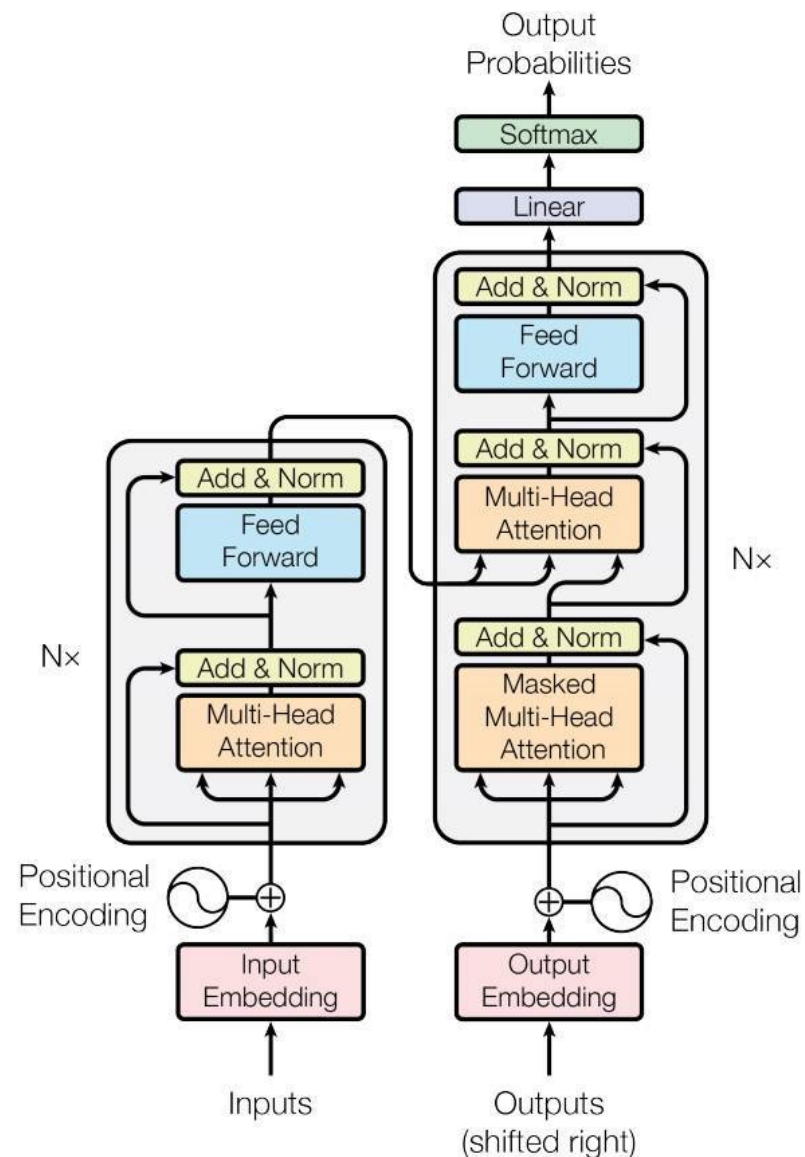 Output
Probabilities
Softmax
Linear
Add & Norm
Feed
Forward
Add & Norm
Multi-Head
Attention
Add & Norm
Masked
Multi-Head
Attention
N×
Add & Norm
Feed
Forward
Add & Norm
Multi-Head
Attention
N×
Positional
Encoding
Positional
Encoding
Input
Embedding
Output
Embedding
Inputs
Outputs
(shifted right)